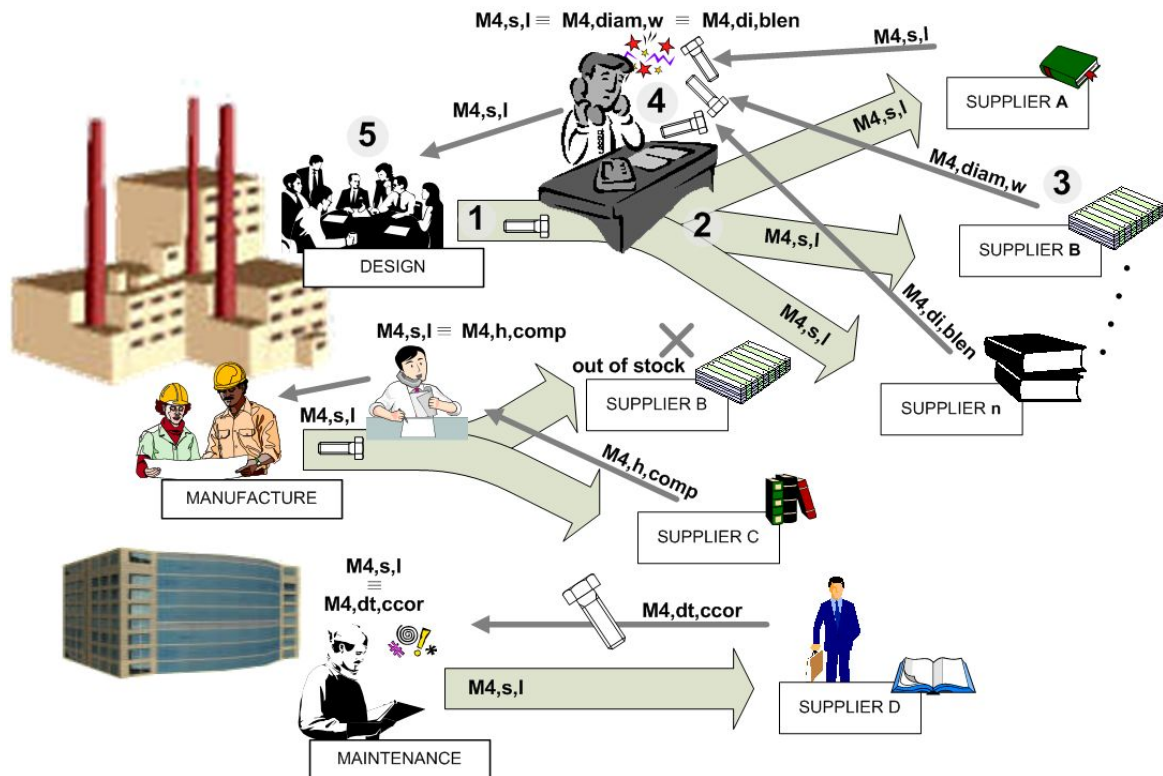 M4,s,l ≡ M4,diam,w ≡ M4,di,blen
M4,s,l
SUPPLIER A
M4,s,l
5
4
M4,s,l
M4,diam,w
3
1
2
M4,s,l
SUPPLIER B
DESIGN
M4,s,l
M4,di,blen
M4,s,l ≡ M4,h,comp
out of stock
SUPPLIER B
SUPPLIER n
M4,s,l
M4,h,comp
MANUFACTURE
SUPPLIER C
M4,s,l
≡
M4,dt,ccor
M4,dt,ccor
M4,s,l
SUPPLIER D
MAINTENANCE